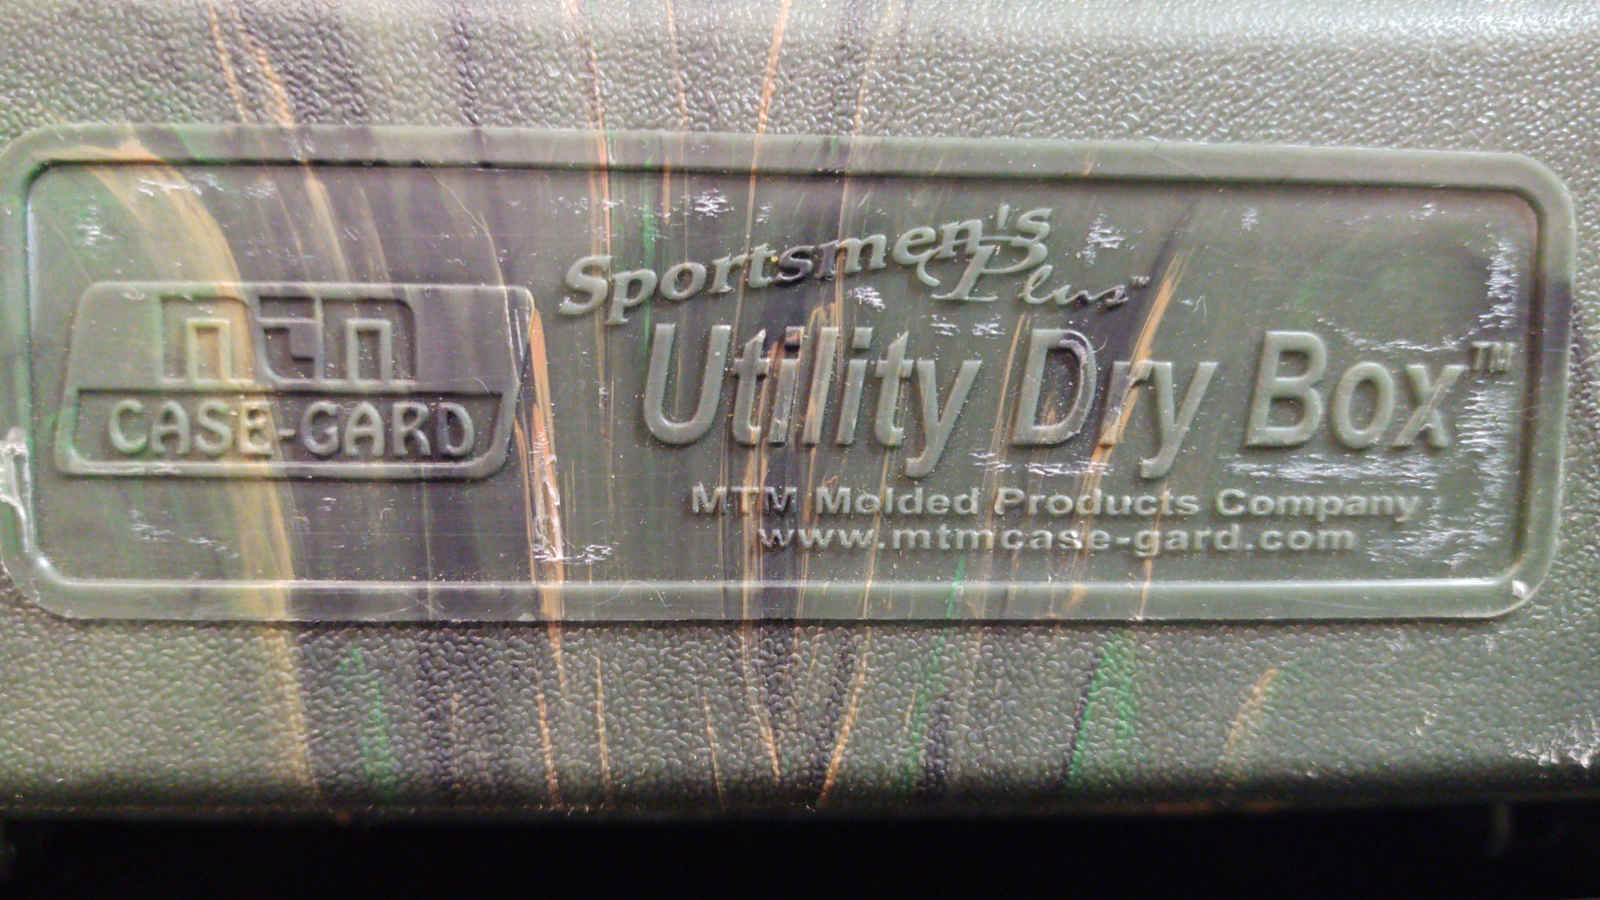 MTM
CASE-GARD
Sportsmen's
Plus™
Utility Dry Box™
MTM Molded Products Company
www.mtmcase-gard.com